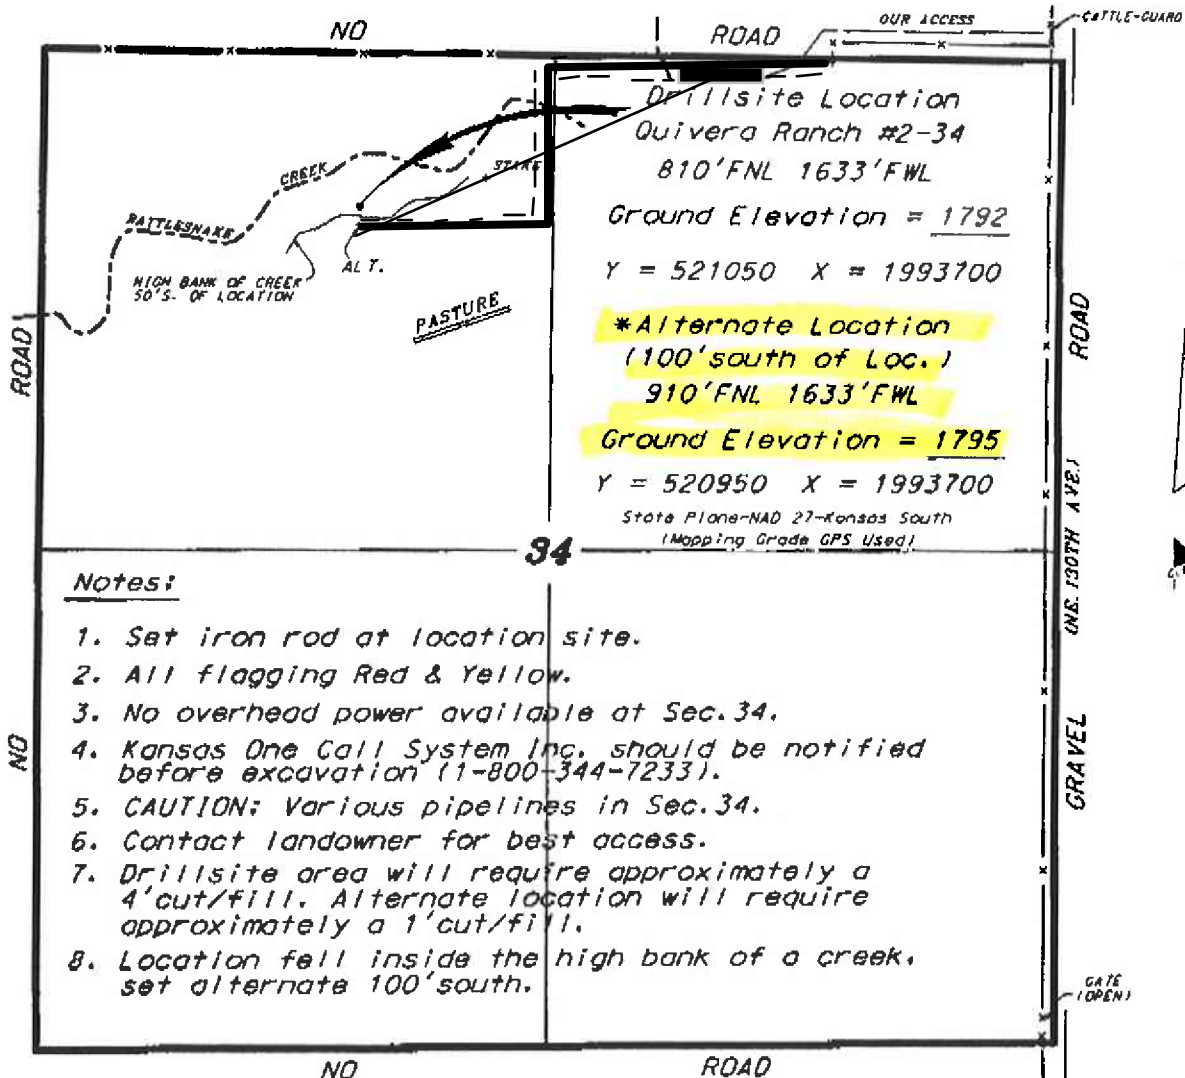 NO ROAD
OUR ACCESS
CATTLE-GUARD
Drillsite Location
Quivera Ranch #2-34
810'FNL 1633'FWL
Ground Elevation = 1792
Y = 521050 X = 1993700
*Alternate Location
(100'south of Loc.)
910'FNL 1633'FWL
Ground Elevation = 1795
Y = 520950 X = 1993700
State Plane-NAD 27-Kansas South
(Mapping Grade GPS Used)
STAKE
CREEK
RATTLESNAKE
HIGH BANK OF CREEK
50'S. OF LOCATION
ALT.
PASTURE
ROAD
NO
ROAD
(NE. 130TH AVE.)
GRAVEL
34
Notes:
1. Set iron rod at location site.
2. All flagging Red & Yellow.
3. No overhead power available at Sec.34.
4. Kansas One Call System Inc. should be notified
before excavation (1-800-344-7233).
5. CAUTION: Various pipelines in Sec.34.
6. Contact landowner for best access.
7. Drillsite area will require approximately a
4'cut/fill. Alternate location will require
approximately a 1'cut/fill.
8. Location fell inside the high bank of a creek,
set alternate 100'south.
GATE
(OPEN)
NO ROAD